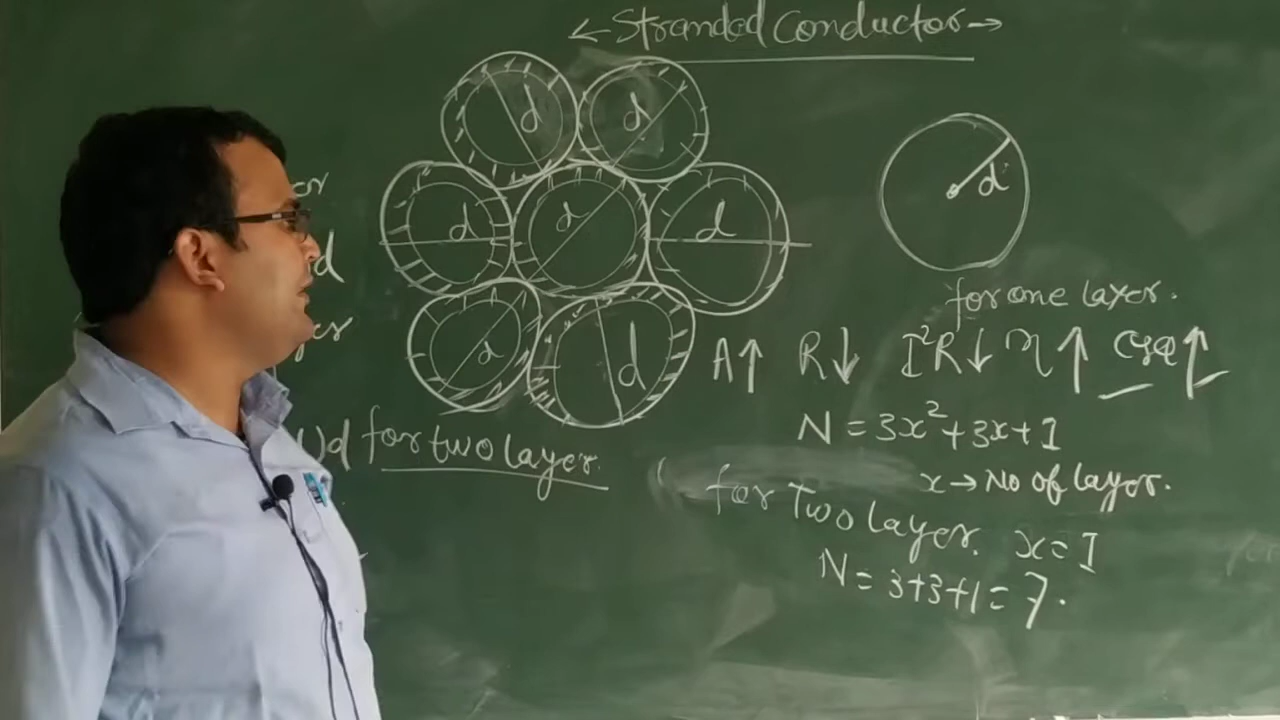 ← Stranded Conductor →
d d
d d d
d d
d
for one layer.
A↑ R↓ I²R↓ η↑ Cost↑
N = 3x² + 3x + 1
x → No of layer.
)d for two layer.
for Two layer. x = 1
N = 3+3+1 = 7.